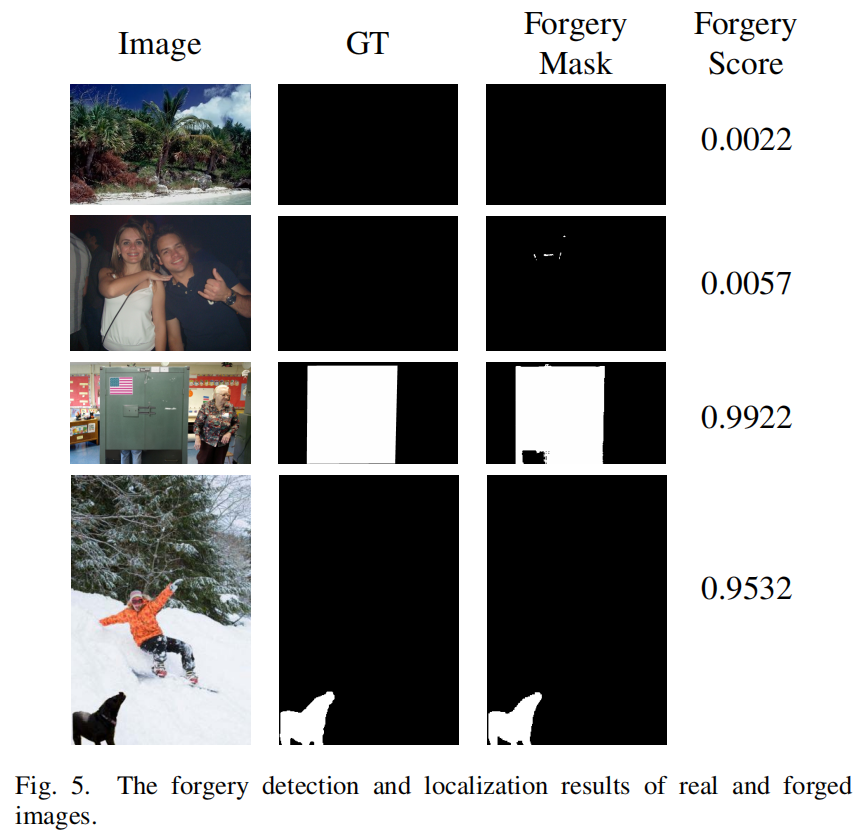 Image
GT
Forgery
Mask
Forgery
Score
0.0022
0.0057
0.9922
0.9532
Fig. 5. The forgery detection and localization results of real and forged
images.